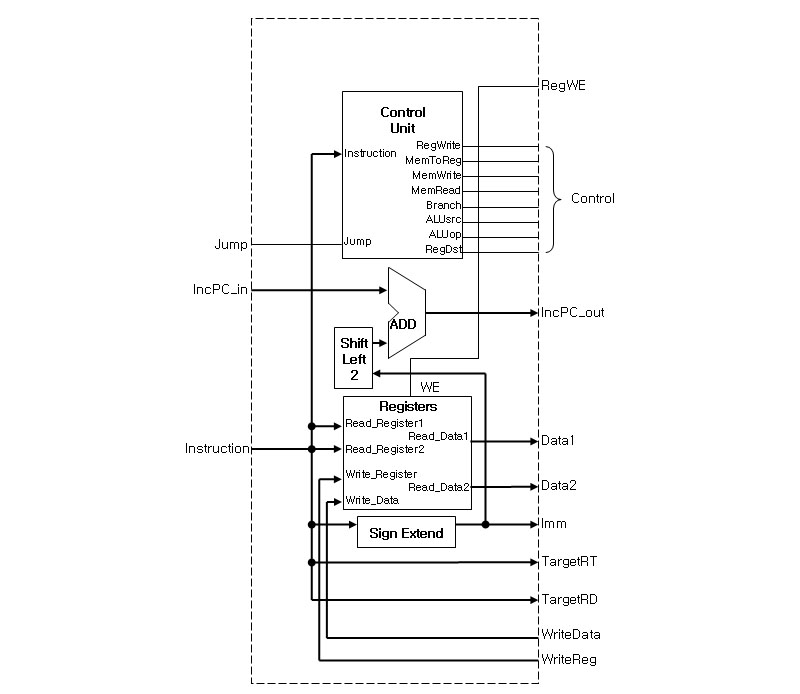 RegWE
Control
Unit
RegWrite
Instruction
MemToReg
MemWrite
MemRead
Control
Branch
ALUsrc
ALUop
Jump
Jump
RegDst
IncPC_in
IncPC_out
ADD
Shift
Left
2
WE
Registers
Read_Register1
Read_Data1
Data1
Instruction
Read_Register2
Write_Register
Read_Data2
Data2
Write_Data
Imm
Sign Extend
TargetRT
TargetRD
WriteData
WriteReg